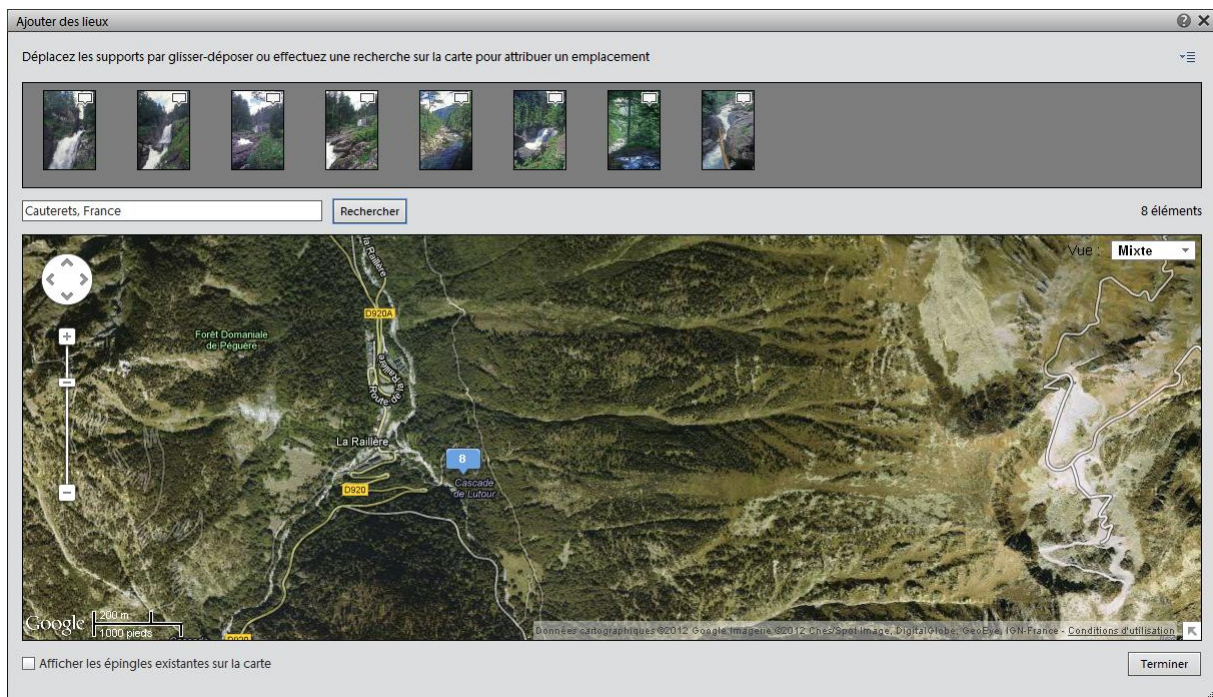 Ajouter des lieux
Déplacez les supports par glisser-déposer ou effectuez une recherche sur la carte pour attribuer un emplacement
Cauterets, France
Rechercher
8 éléments
Vue :
Mixte
la Raillère
D920A
Forêt Domaniale
de Péguère
Route de
la Raillère
La Raillère
8
Cascade
de Lutour
D920
Google
200 m
1000 pieds
D920
Données cartographiques ©2012 Google Imagerie ©2012 Cnes/Spot Image, DigitalGlobe, GeoEye, IGN-France - Conditions d'utilisation
Afficher les épingles existantes sur la carte
Terminer